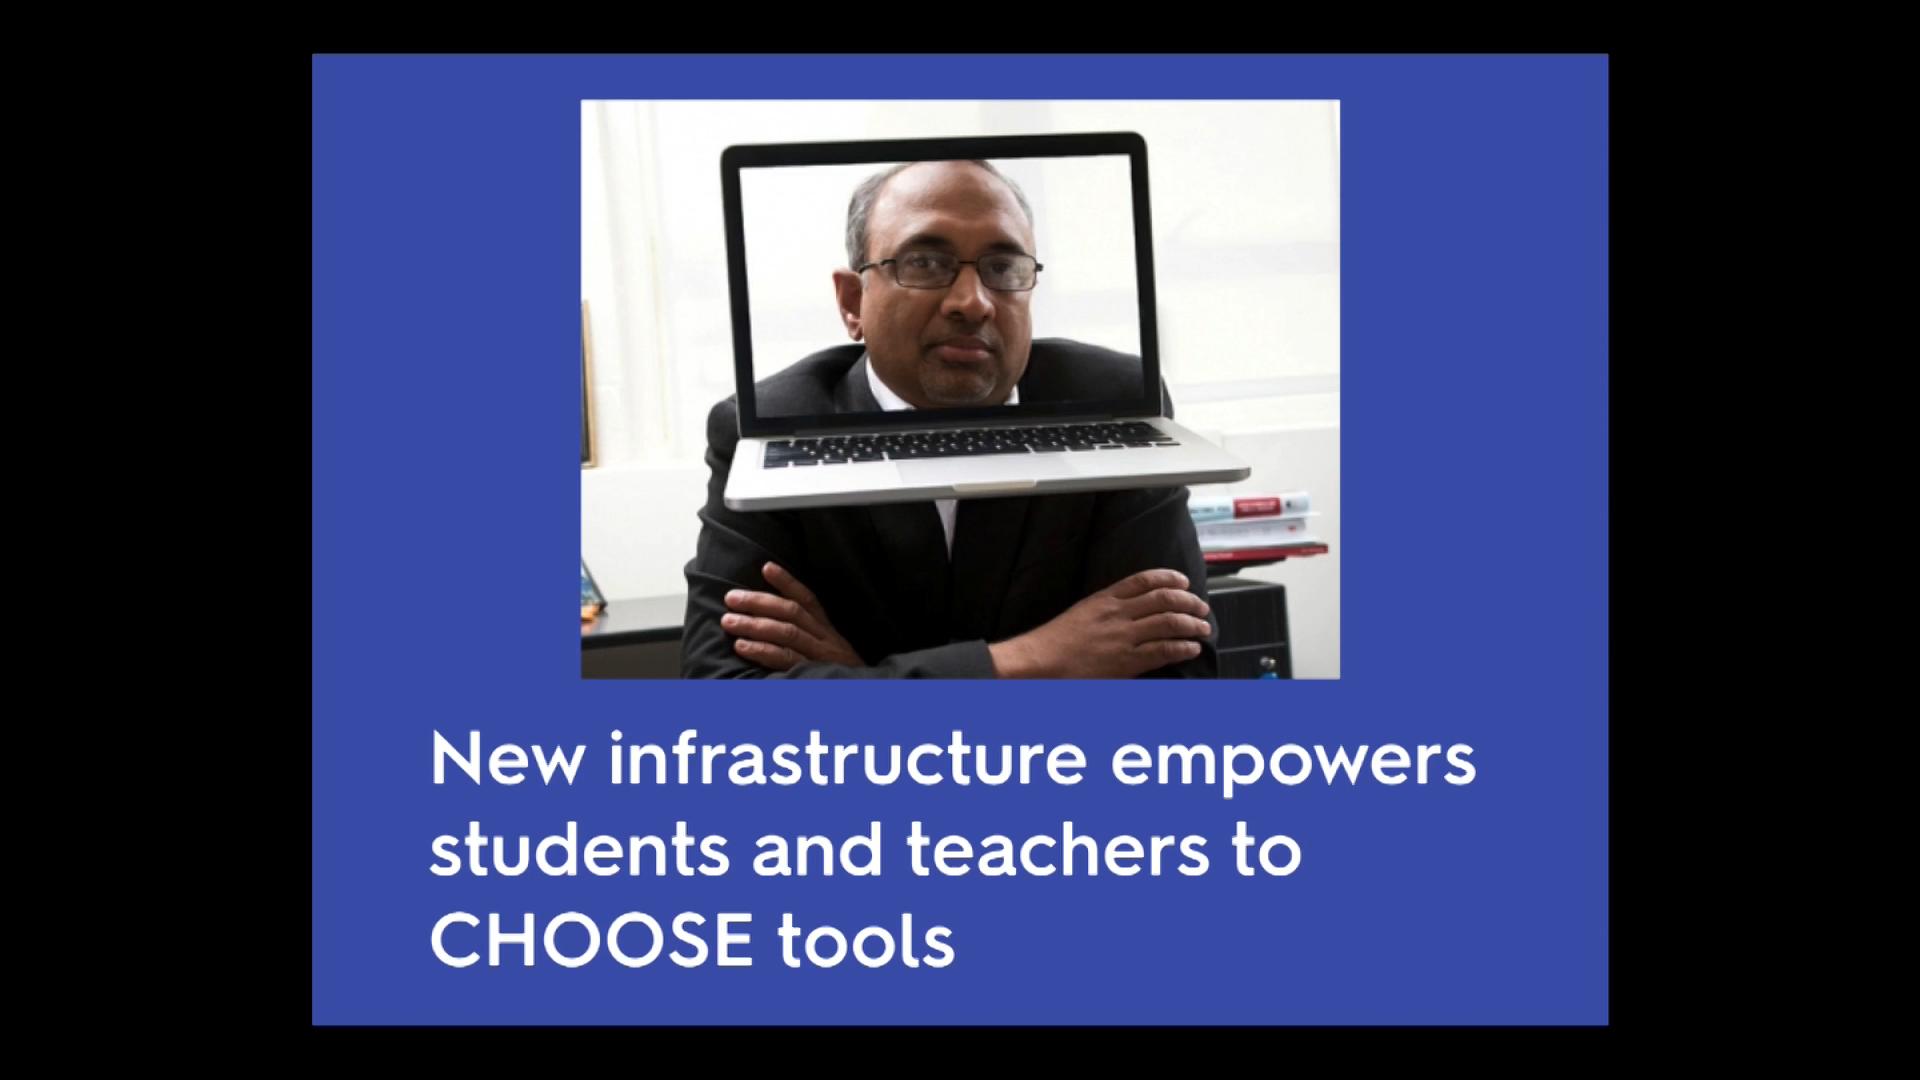 New infrastructure empowers
students and teachers to
CHOOSE tools